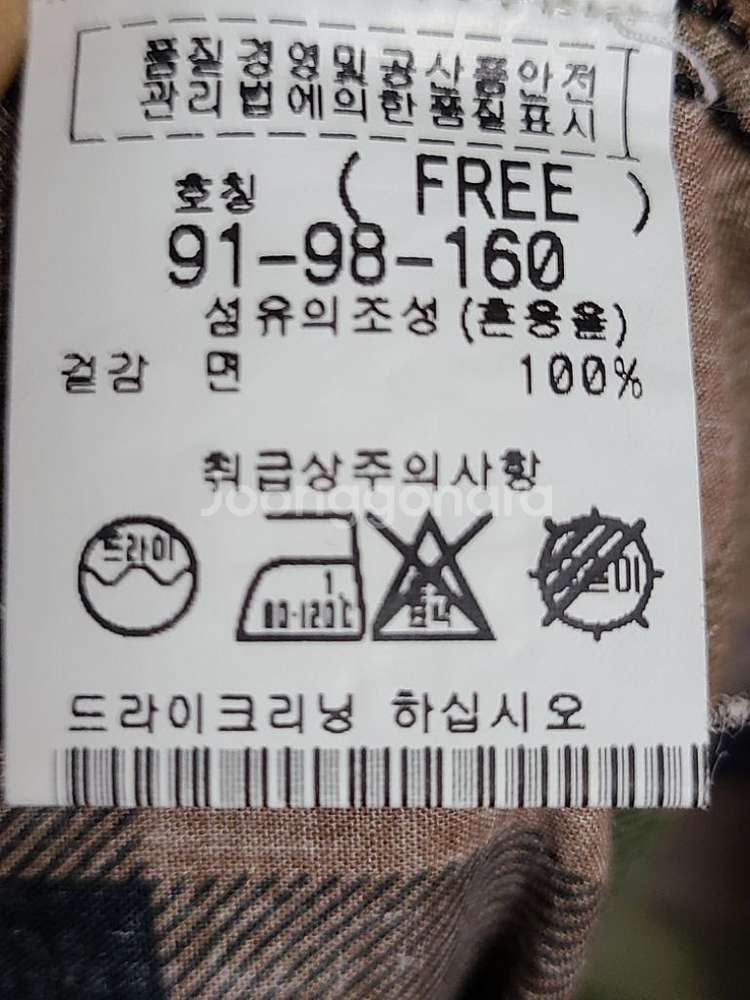 품질경영및공산품안전
관리법에의한품질표시
호칭 ( FREE )
91-98-160
섬유의조성(혼용율)
겉감 면 100%
취급상주의사항
joonggonara
드라이
1
80-120℃
드라이크리닝 하십시오